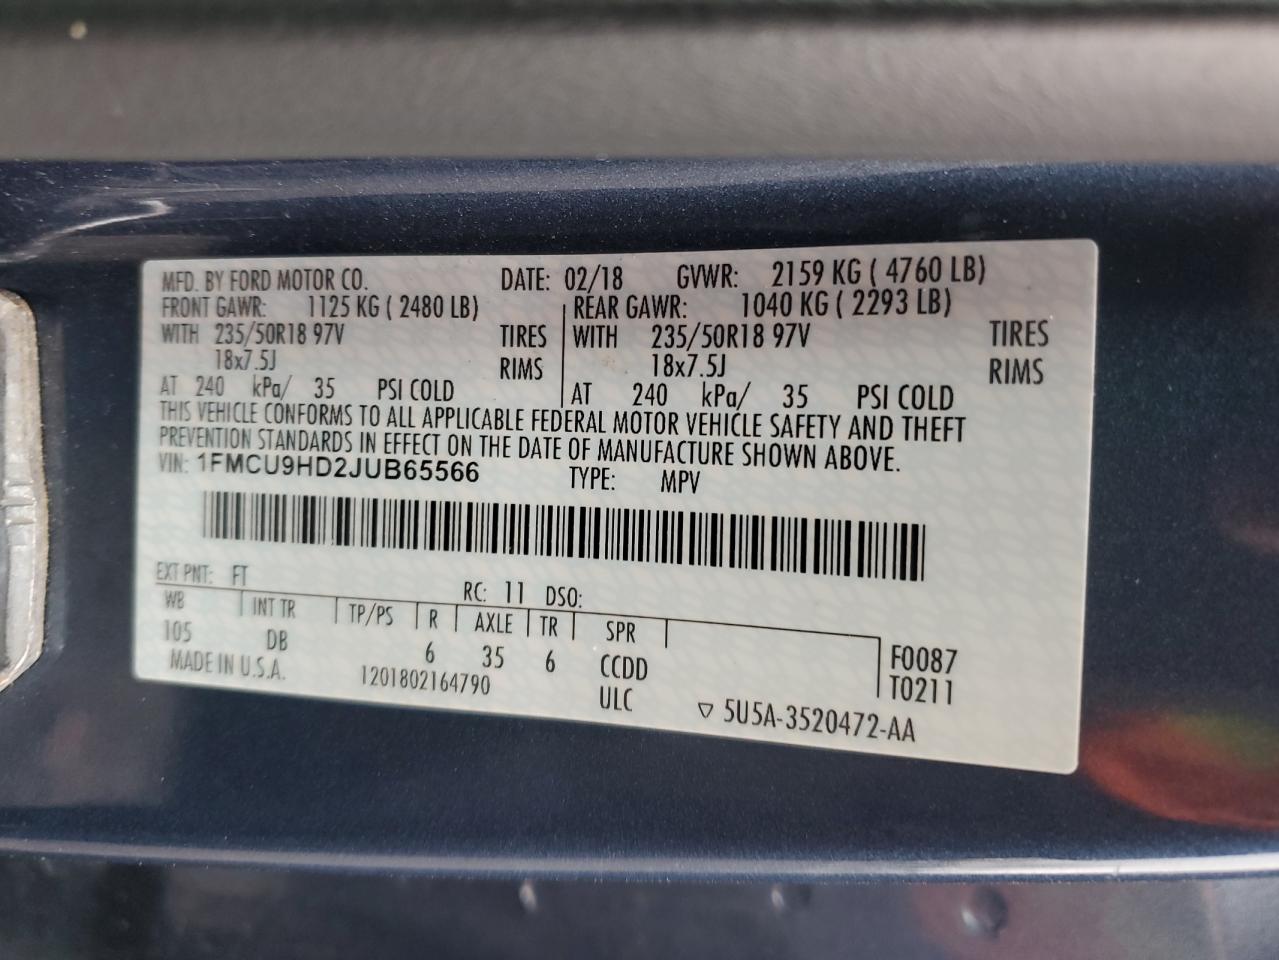 MFD. BY FORD MOTOR CO. DATE: 02/18 GVWR: 2159 KG ( 4760 LB)
FRONT GAWR: 1125 KG ( 2480 LB) REAR GAWR: 1040 KG ( 2293 LB)
WITH 235/50R18 97V TIRES WITH 235/50R18 97V TIRES
18x7.5J RIMS 18x7.5J RIMS
AT 240 kPa/ 35 PSI COLD AT 240 kPa/ 35 PSI COLD
THIS VEHICLE CONFORMS TO ALL APPLICABLE FEDERAL MOTOR VEHICLE SAFETY AND THEFT
PREVENTION STANDARDS IN EFFECT ON THE DATE OF MANUFACTURE SHOWN ABOVE.
VIN: 1FMCU9HD2JUB65566 TYPE: MPV
EXT PNT: FT RC: 11 DSO:
WB INT TR TP/PS R AXLE TR SPR
105 DB 6 35 6 CCDD F0087
MADE IN U.S.A. 1201802164790 ULC T0211
▽ 5U5A-3520472-AA